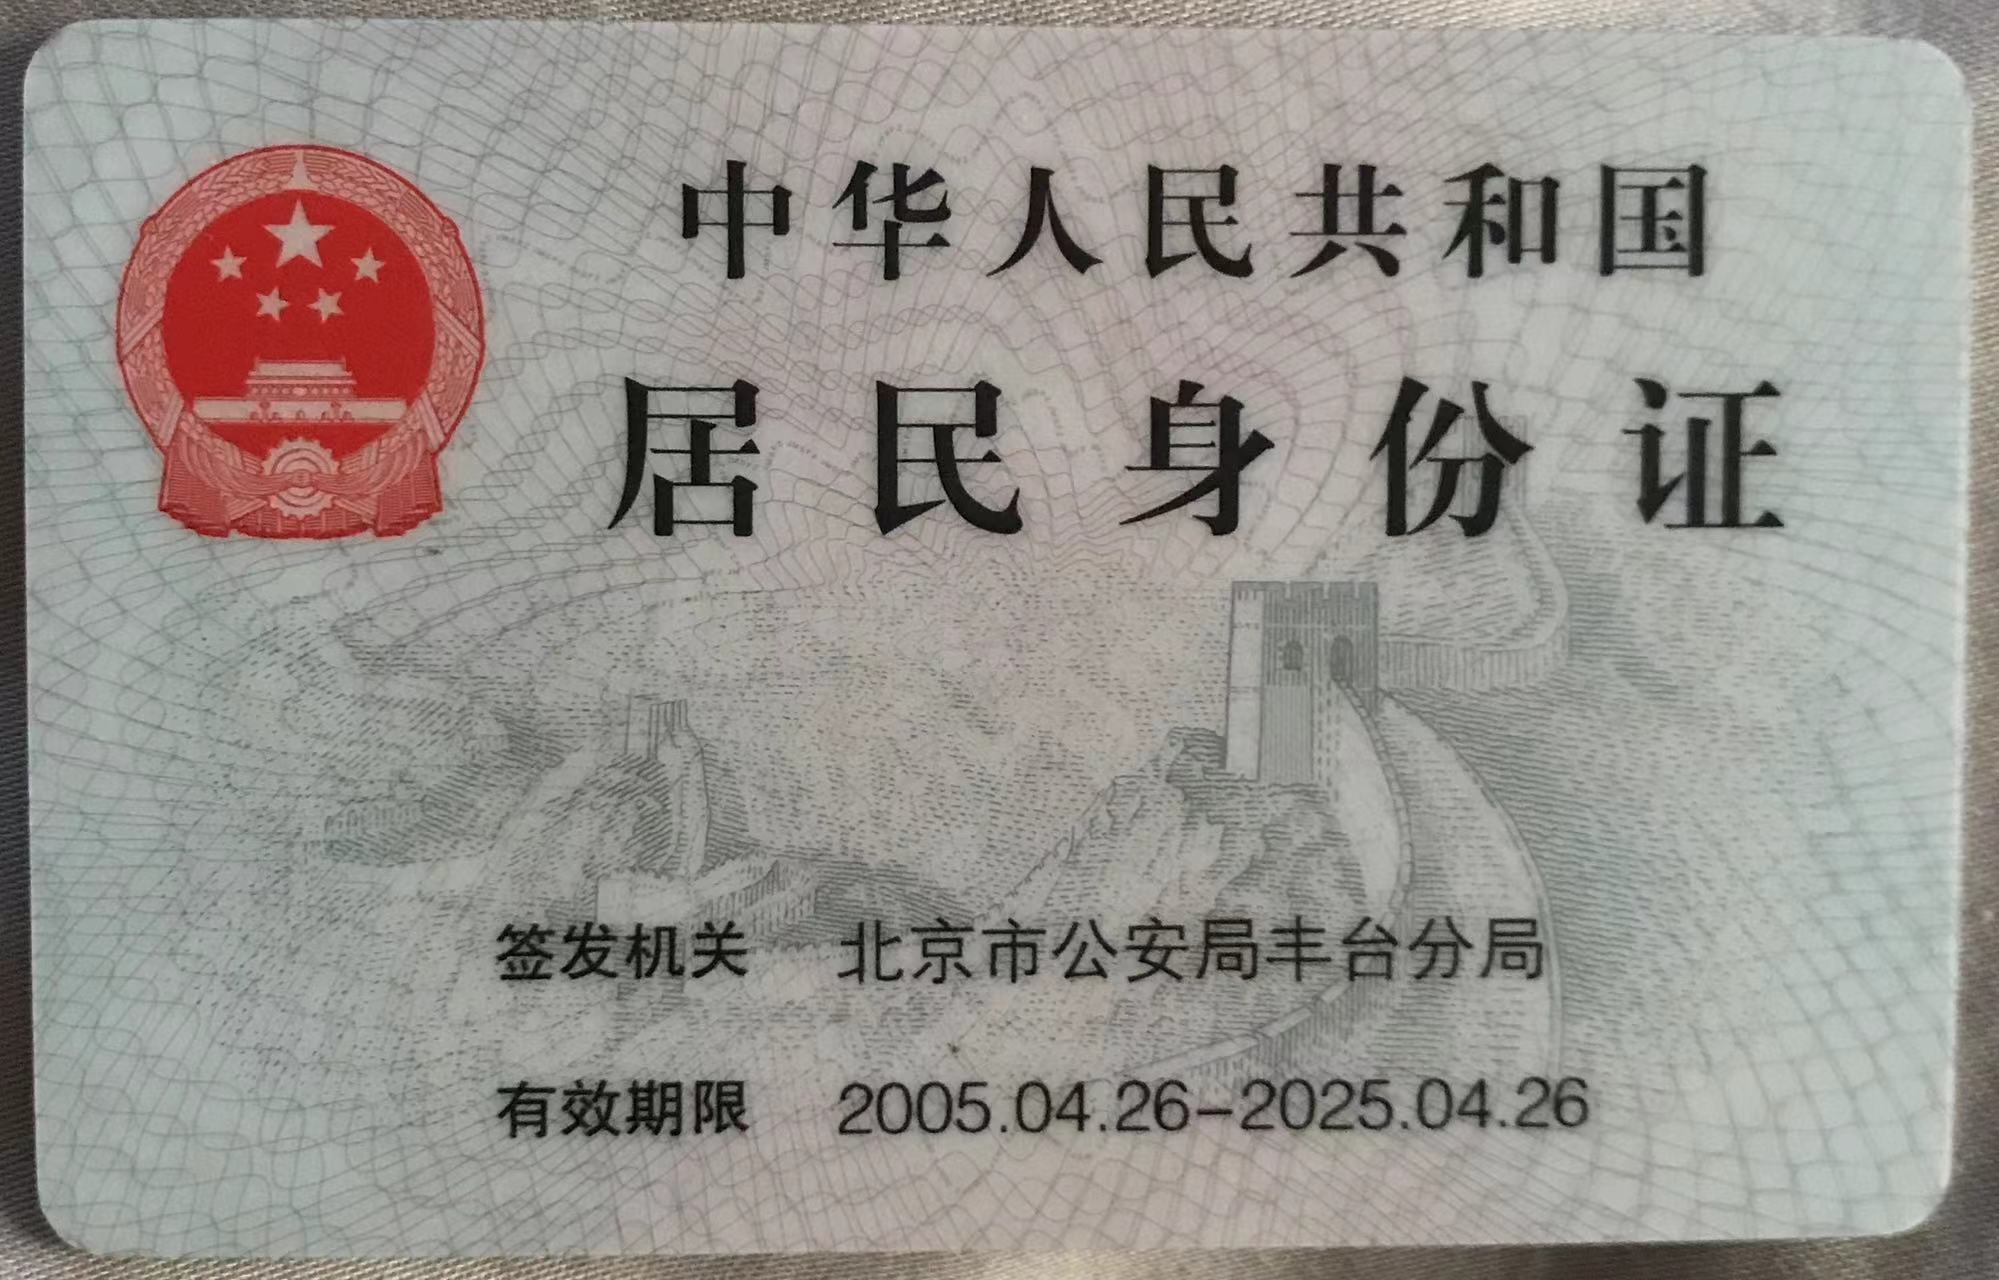 中华人民共和国
居民身份证
签发机关 北京市公安局丰台分局
有效期限 2005.04.26-2025.04.26